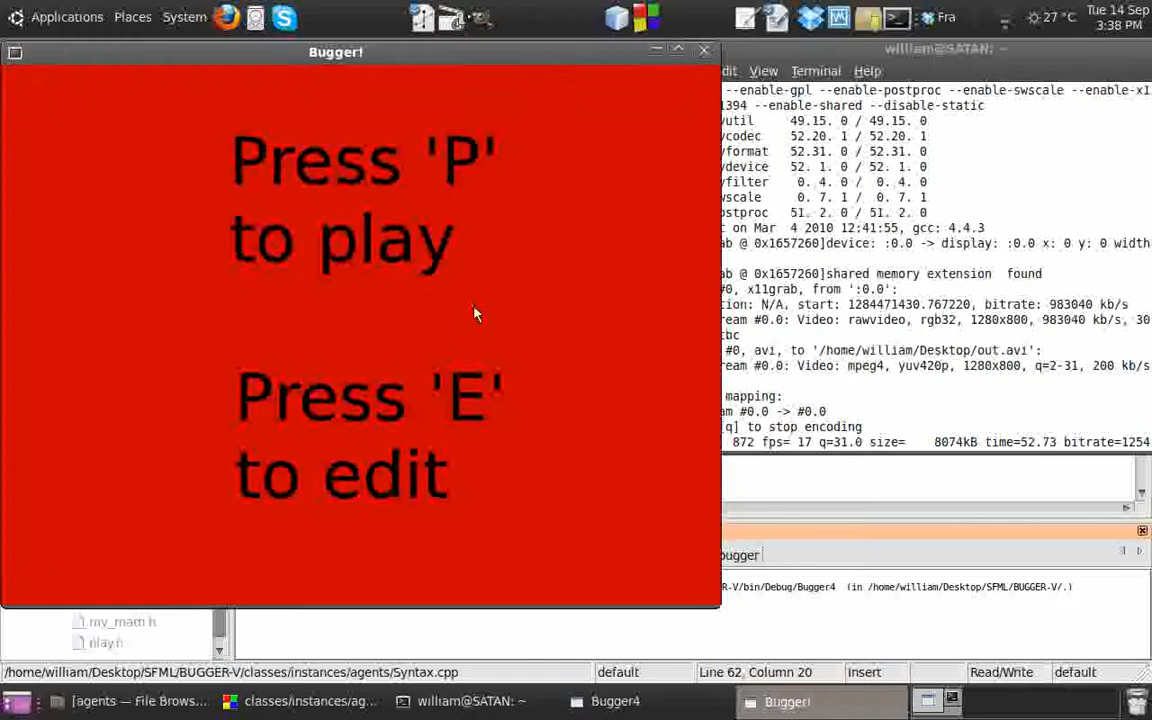 Applications Places System
Fra
27 °C
Tue 14 Sep
3:38 PM
Bugger!
william@SATAN: ~
dit View Terminal Help
Press 'P'
to play
Press 'E'
to edit
--enable-gpl --enable-postproc --enable-swscale --enable-x1
1394 --enable-shared --disable-static
vutil 49.15. 0 / 49.15. 0
vcodec 52.20. 1 / 52.20. 1
vformat 52.31. 0 / 52.31. 0
vdevice 52. 1. 0 / 52. 1. 0
vfilter 0. 4. 0 / 0. 4. 0
wscale 0. 7. 1 / 0. 7. 1
ostproc 51. 2. 0 / 51. 2. 0
t on Mar 4 2010 12:41:55, gcc: 4.4.3
ab @ 0x1657260]device: :0.0 -> display: :0.0 x: 0 y: 0 width
ab @ 0x1657260]shared memory extension found
#0, x11grab, from ':0.0':
tion: N/A, start: 1284471430.767220, bitrate: 983040 kb/s
ream #0.0: Video: rawvideo, rgb32, 1280x800, 983040 kb/s, 30
tbc
#0, avi, to '/home/william/Desktop/out.avi':
ream #0.0: Video: mpeg4, yuv420p, 1280x800, q=2-31, 200 kb/s
mapping:
am #0.0 -> #0.0
[q] to stop encoding
872 fps= 17 q=31.0 size= 8074kB time=52.73 bitrate=1254
bugger
R-V/bin/Debug/Bugger4 (in /home/william/Desktop/SFML/BUGGER-V/.)
my_math.h
play.h
/home/william/Desktop/SFML/BUGGER-V/classes/instances/agents/Syntax.cpp
default
Line 62, Column 20
insert
Read/Write
default
[agents — File Brows...
classes/instances/ag...
william@SATAN: ~
Bugger4
Bugger!